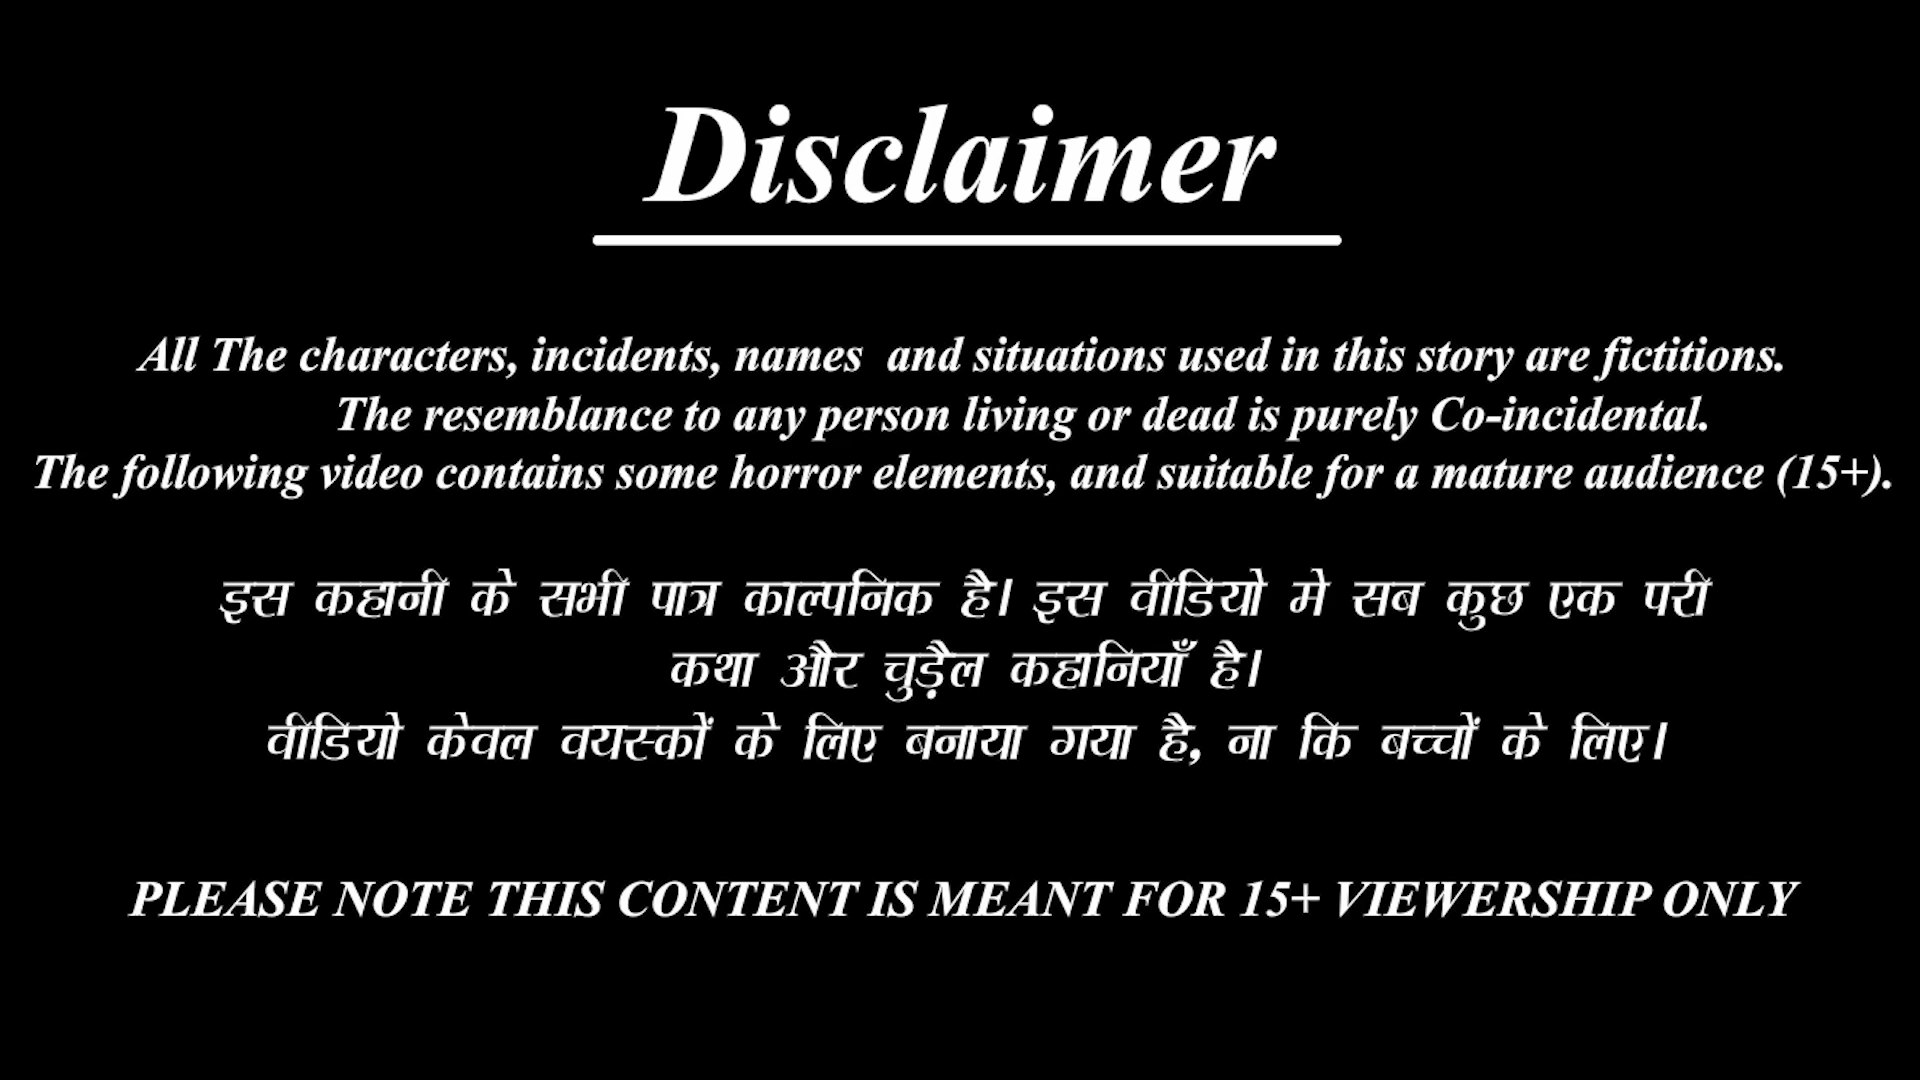 Disclaimer
All The characters, incidents, names and situations used in this story are fictitions.
The resemblance to any person living or dead is purely Co-incidental.
The following video contains some horror elements, and suitable for a mature audience (15+).
इस कहानी के सभी पात्र काल्पनिक है। इस वीडियो मे सब कुछ एक परी
कथा और चुड़ैल कहानियाँ है।
वीडियो केवल वयस्कों के लिए बनाया गया है, ना कि बच्चों के लिए।
PLEASE NOTE THIS CONTENT IS MEANT FOR 15+ VIEWERSHIP ONLY